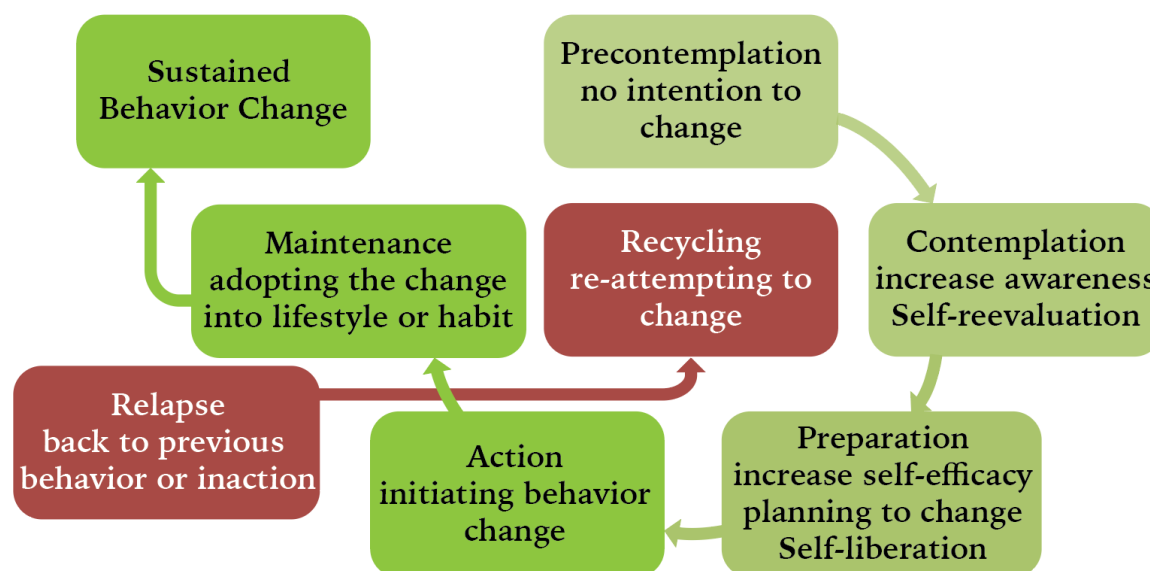 Sustained
Behavior Change
Precontemplation
no intention to
change
Maintenance
adopting the change
into lifestyle or habit
Recycling
re-attempting to
change
Contemplation
increase awareness
Self-reevaluation
Relapse
back to previous
behavior or inaction
Action
initiating behavior
change
Preparation
increase self-efficacy
planning to change
Self-liberation